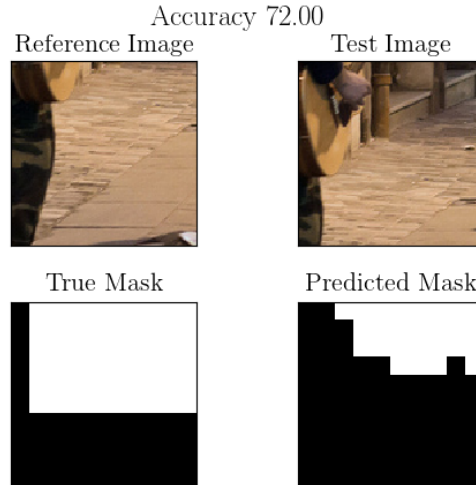 Accuracy 72.00
Reference Image
Test Image
True Mask
Predicted Mask